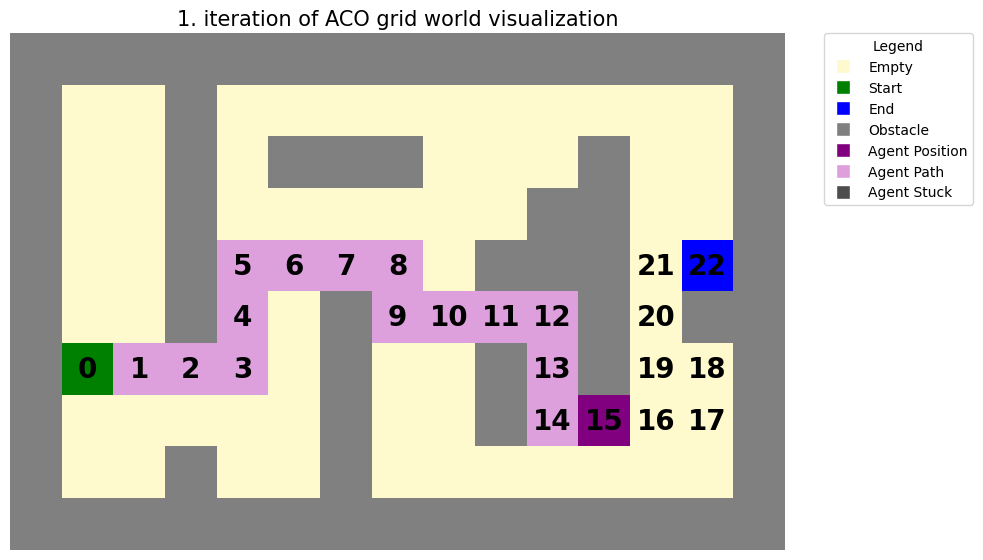 1. iteration of ACO grid world visualization
Legend
Empty
Start
End
Obstacle
Agent Position
Agent Path
Agent Stuck
5 6 7 8 21 22
4 9 10 11 12 20
0 1 2 3 13 19 18
14 15 16 17